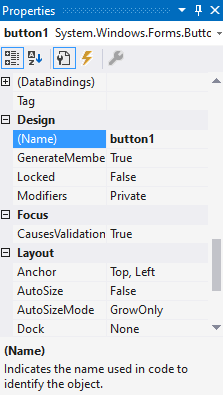 Properties
button1 System.Windows.Forms.Butto
(DataBindings)
Tag
Design
(Name) button1
GenerateMembe True
Locked False
Modifiers Private
Focus
CausesValidation True
Layout
Anchor Top, Left
AutoSize False
AutoSizeMode GrowOnly
Dock None
(Name)
Indicates the name used in code to
identify the object.